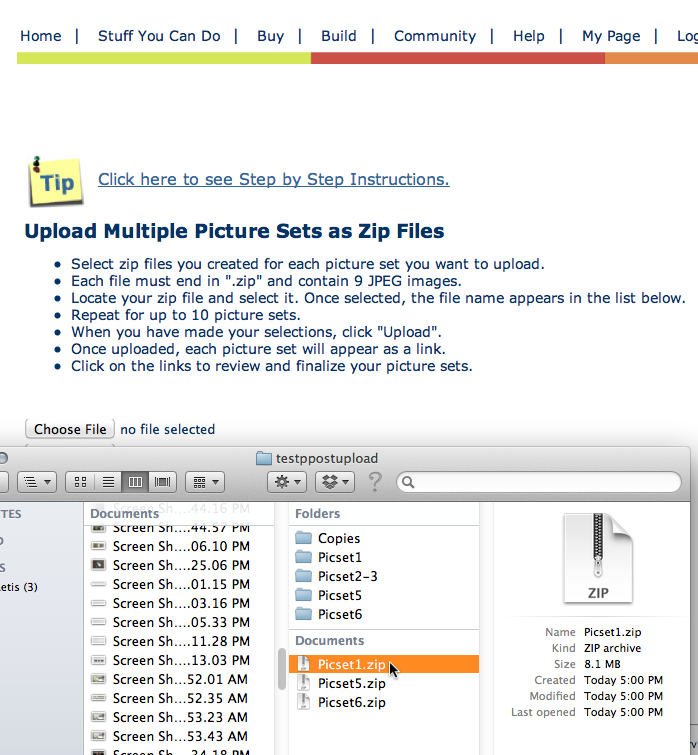 Home | Stuff You Can Do | Buy | Build | Community | Help | My Page |
Tip
Click here to see Step by Step Instructions.
Upload Multiple Picture Sets as Zip Files
• Select zip files you created for each picture set you want to upload.
• Each file must end in ".zip" and contain 9 JPEG images.
• Locate your zip file and select it. Once selected, the file name appears in the list below.
• Repeat for up to 10 picture sets.
• When you have made your selections, click "Upload".
• Once uploaded, each picture set will appear as a link.
• Click on the links to review and finalize your picture sets.
Choose File no file selected
testppostupload
TES
etis (3)
Documents
Screen Sh....44.16 PM
Screen Sh....44.57 PM
Screen Sh....06.10 PM
Screen Sh....25.06 PM
Screen Sh....01.15 PM
Screen Sh....03.16 PM
Screen Sh....05.33 PM
Screen Sh....11.28 PM
Screen Sh....13.03 PM
Screen Sh....52.01 AM
Screen Sh....52.35 AM
Screen Sh....53.23 AM
Screen Sh....53.43 AM
Screen Sh....34.18 PM
Folders
Copies
Picset1
Picset2-3
Picset5
Picset6
Documents
Picset1.zip
Picset5.zip
Picset6.zip
ZIP
Name Picset1.zip
Kind ZIP archive
Size 8.1 MB
Created Today 5:00 PM
Modified Today 5:00 PM
Last opened Today 5:00 PM